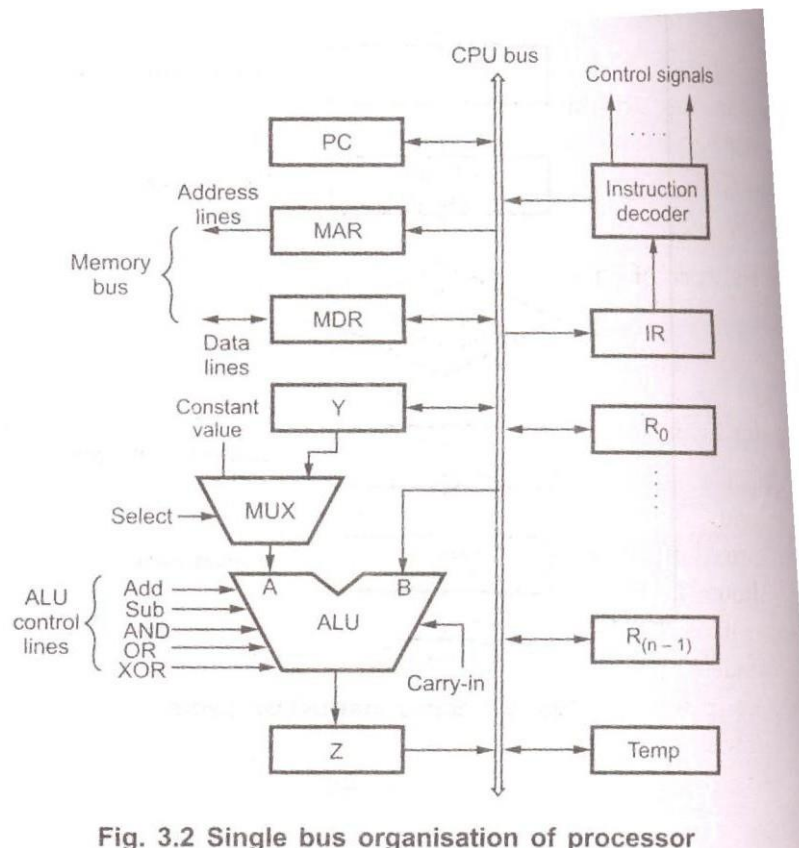 CPU bus
Control signals
. . . .
PC
Instruction
decoder
Address
lines
MAR
Memory
bus
MDR
IR
Data
lines
Constant
value
Y
R0
MUX
Select
A
B
ALU
ALU
control
lines
Add
Sub
AND
OR
XOR
Carry-in
R(n – 1)
Z
Temp
Fig. 3.2 Single bus organisation of processor